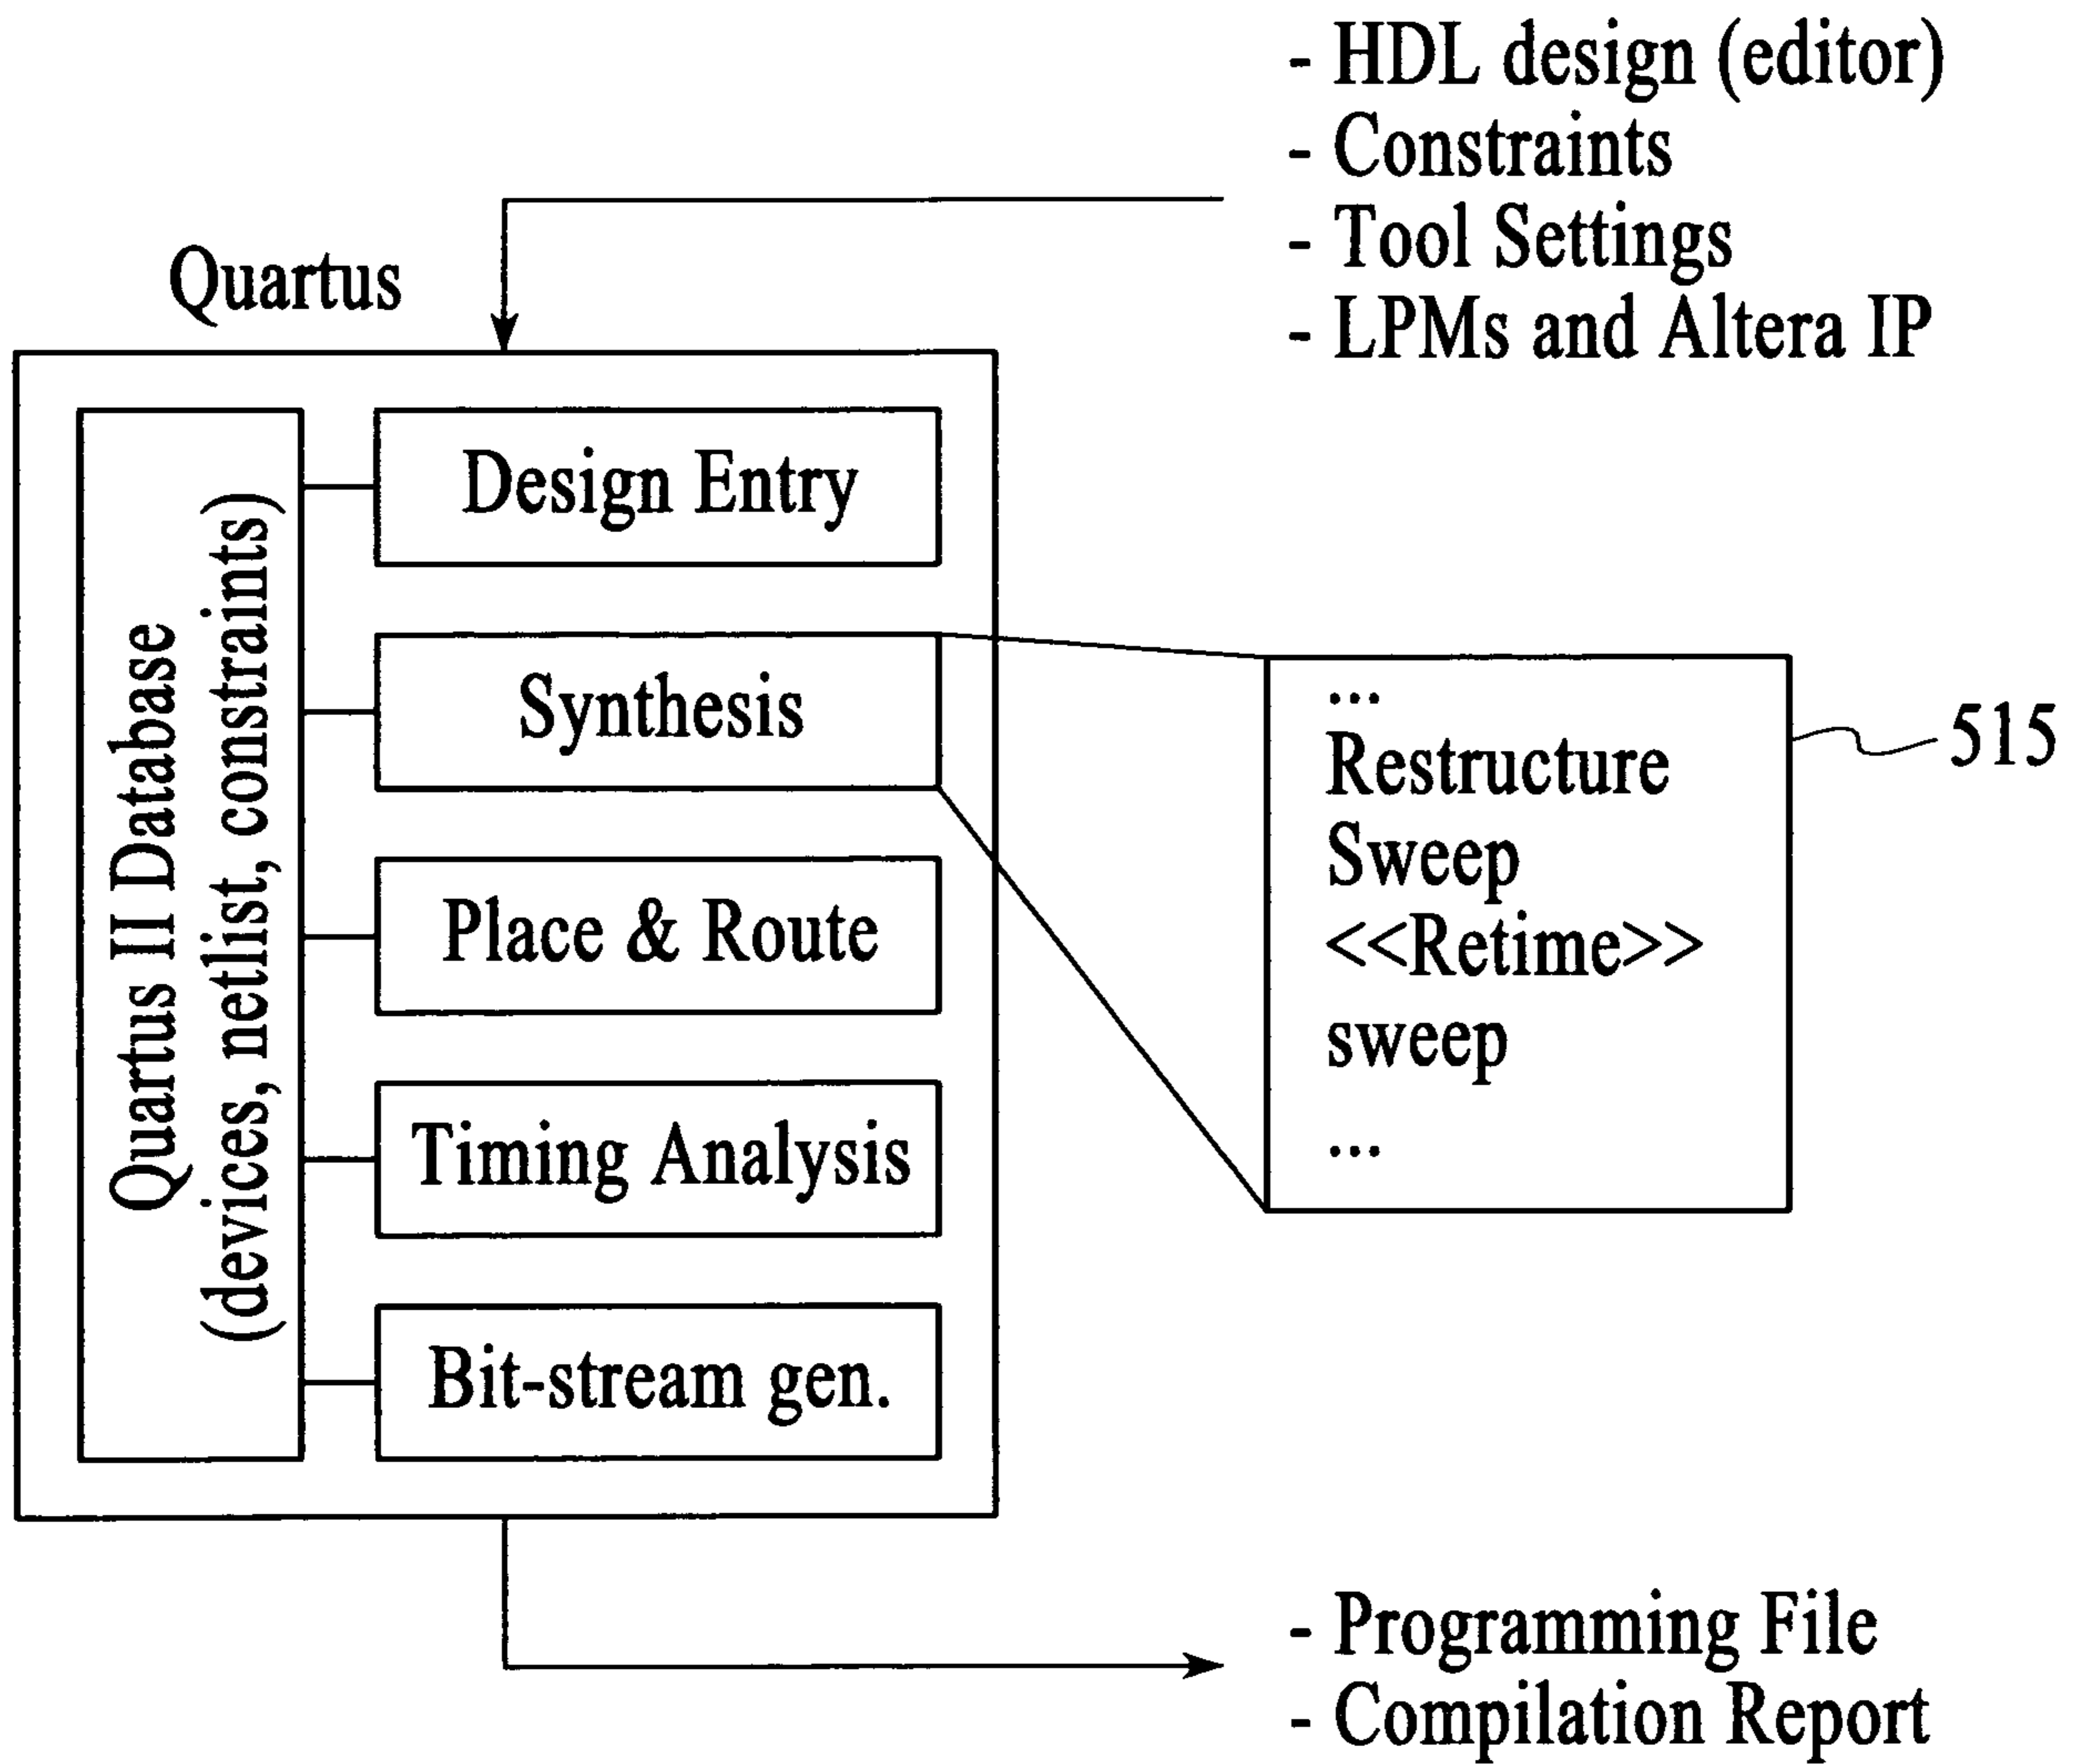 - HDL design (editor)
- Constraints
- Tool Settings
- LPMs and Altera IP
Quartus
Quartus II Database
(devices, netlist, constraints)
Design Entry
Synthesis
Place & Route
Timing Analysis
Bit-stream gen.
...
Restructure
Sweep
<<Retime>>
sweep
...
515
- Programming File
- Compilation Report